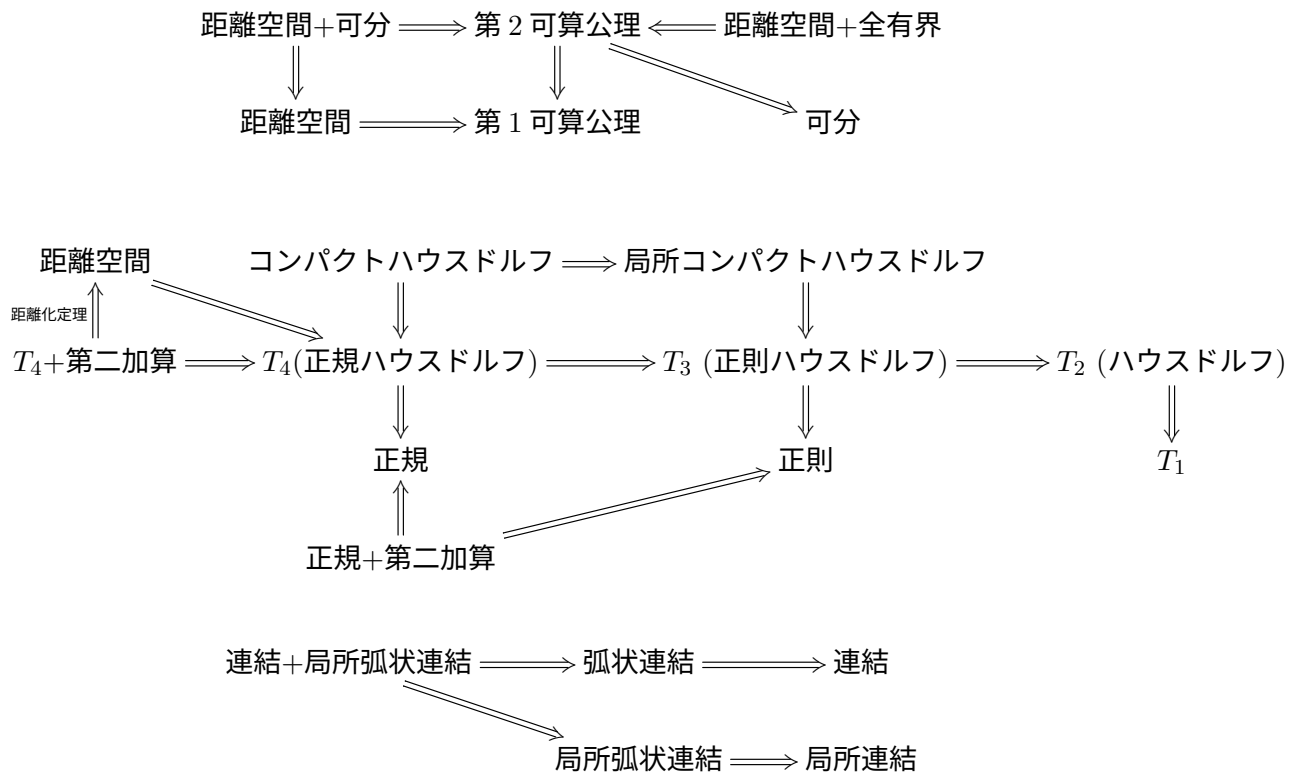 距離空間+可分 第 2 可算公理 距離空間+全有界
距離空間 第 1 可算公理 可分
距離空間 コンパクトハウスドルフ 局所コンパクトハウスドルフ
距離化定理
T4+第二加算 T4(正規ハウスドルフ) T3 (正則ハウスドルフ) T2 (ハウスドルフ)
正規 正則 T1
正規+第二加算
連結+局所弧状連結 弧状連結 連結
局所弧状連結 局所連結